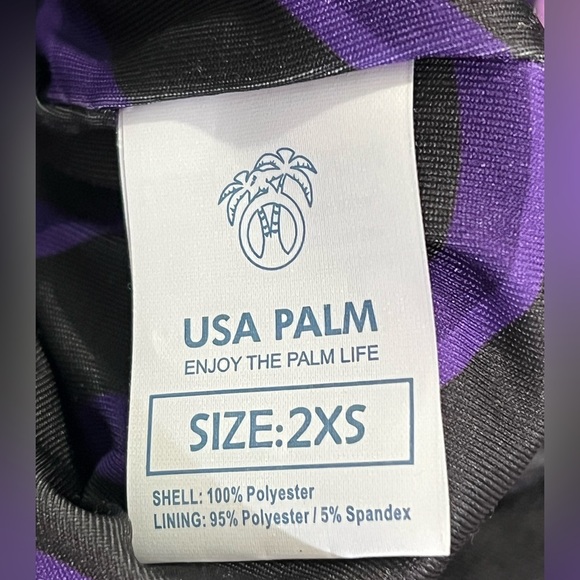 USA PALM
ENJOY THE PALM LIFE
SIZE:2XS
SHELL: 100% Polyester
LINING: 95% Polyester / 5% Spandex